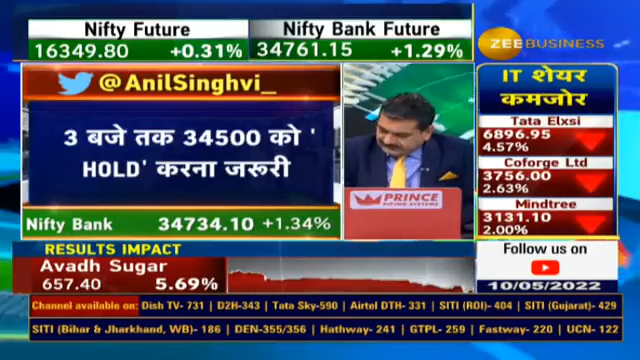 Nifty Future
16349.80 +0.31%
Nifty Bank Future
34761.15 +1.29%
ZEE BUSINESS
@AnilSinghvi_
3 बजे तक 34500 को '
HOLD' करना जरूरी
Nifty Bank 34734.10 +1.34%
PRINCE
PIPING SYSTEMS
IT शेयर
कमजोर
Tata Elxsi
6896.95
4.57%
Coforge Ltd
3756.00
2.63%
Mindtree
3131.10
2.00%
RESULTS IMPACT
Avadh Sugar
657.40 5.69%
Follow us on
10/05/2022
Channel available on: Dish TV- 731 | D2H-343 | Tata Sky-590 | Airtel DTH- 331 | SITI (ROI)- 404 | SITI (Gujarat)- 429
SITI (Bihar & Jharkhand, WB)- 186 | DEN-355/356 | Hathway- 241 | GTPL- 259 | Fastway- 220 | UCN- 122